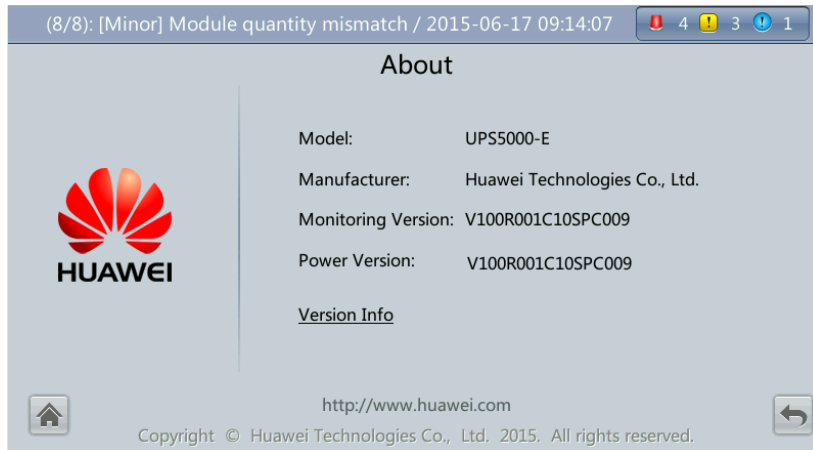 (8/8): [Minor] Module quantity mismatch / 2015-06-17 09:14:07 4 3 1
About
Model: UPS5000-E
Manufacturer: Huawei Technologies Co., Ltd.
Monitoring Version: V100R001C10SPC009
Power Version: V100R001C10SPC009
HUAWEI
Version Info
http://www.huawei.com
Copyright © Huawei Technologies Co., Ltd. 2015. All rights reserved.